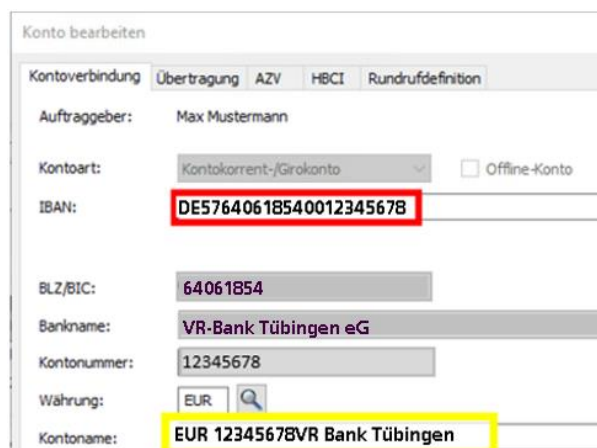 Konto bearbeiten
Kontoverbindung Übertragung AZV HBCI Rundrufdefinition
Auftraggeber: Max Mustermann
Kontoart: Kontokorrent-/Girokonto Offline-Konto
IBAN: DE57640618540012345678
BLZ/BIC: 64061854
Bankname: VR-Bank Tübingen eG
Kontonummer: 12345678
Währung: EUR
Kontoname: EUR 12345678VR Bank Tübingen